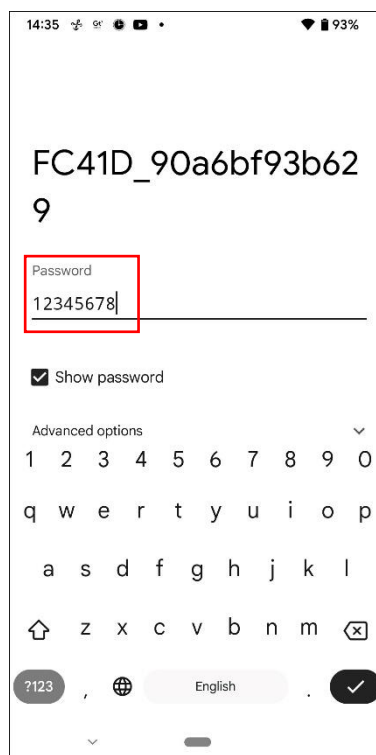 14:35 93%
FC41D_90a6bf93b62
9
Password
12345678
Show password
Advanced options
1 2 3 4 5 6 7 8 9 0
q w e r t y u i o p
a s d f g h j k l
z x c v b n m
?123 , English .